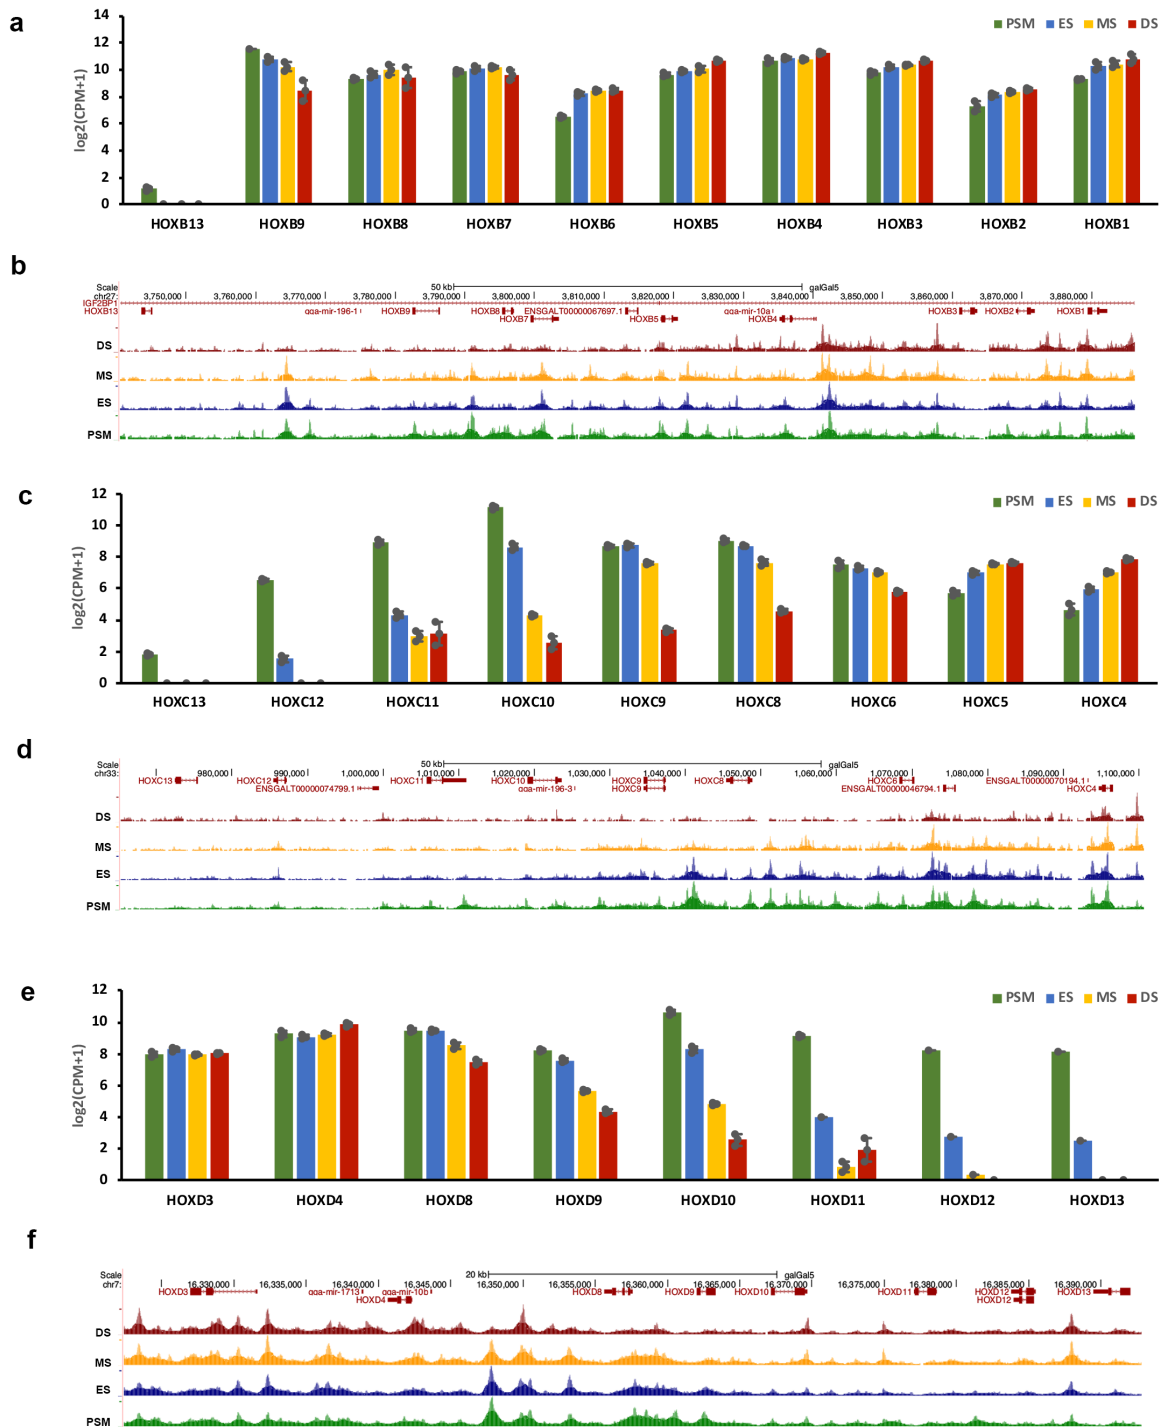 a
PSM ES MS DS
log2(CPM+1)
14
12
10
8
6
4
2
0
HOXB13 HOXB9 HOXB8 HOXB7 HOXB6 HOXB5 HOXB4 HOXB3 HOXB2 HOXB1
b
Scale 50 kb galGal5
chr27: 3,750,000 3,760,000 3,770,000 3,780,000 3,790,000 3,800,000 3,810,000 3,820,000 3,830,000 3,840,000 3,850,000 3,860,000 3,870,000 3,880,000
IGF2BP1
HOXB13 gga-mir-196-1 HOXB9 HOXB8 ENSGALT00000067697.1 gga-mir-10a HOXB3 HOXB2 HOXB1
HOXB7 HOXB5 HOXB4
DS
MS
ES
PSM
c
PSM ES MS DS
log2(CPM+1)
12
10
8
6
4
2
0
HOXC13 HOXC12 HOXC11 HOXC10 HOXC9 HOXC8 HOXC6 HOXC5 HOXC4
d
Scale 50 kb galGal5
chr33: 980,000 990,000 1,000,000 1,010,000 1,020,000 1,030,000 1,040,000 1,050,000 1,060,000 1,070,000 1,080,000 1,090,000 1,100,000
HOXC13 HOXC12 HOXC11 HOXC10 HOXC9 HOXC8 HOXC6 ENSGALT00000070194.1
ENSGALT00000074799.1 gga-mir-196-3 HOXC9 ENSGALT00000046794.1 HOXC4
DS
MS
ES
PSM
e
PSM ES MS DS
log2(CPM+1)
12
10
8
6
4
2
0
HOXD3 HOXD4 HOXD8 HOXD9 HOXD10 HOXD11 HOXD12 HOXD13
f
Scale 20 kb galGal5
chr7: 16,330,000 16,335,000 16,340,000 16,345,000 16,350,000 16,355,000 16,360,000 16,365,000 16,370,000 16,375,000 16,380,000 16,385,000 16,390,000
HOXD3 gga-mir-1713 gga-mir-10b HOXD8 HOXD9 HOXD10 HOXD11 HOXD12 HOXD13
HOXD4 HOXD12
DS
MS
ES
PSM